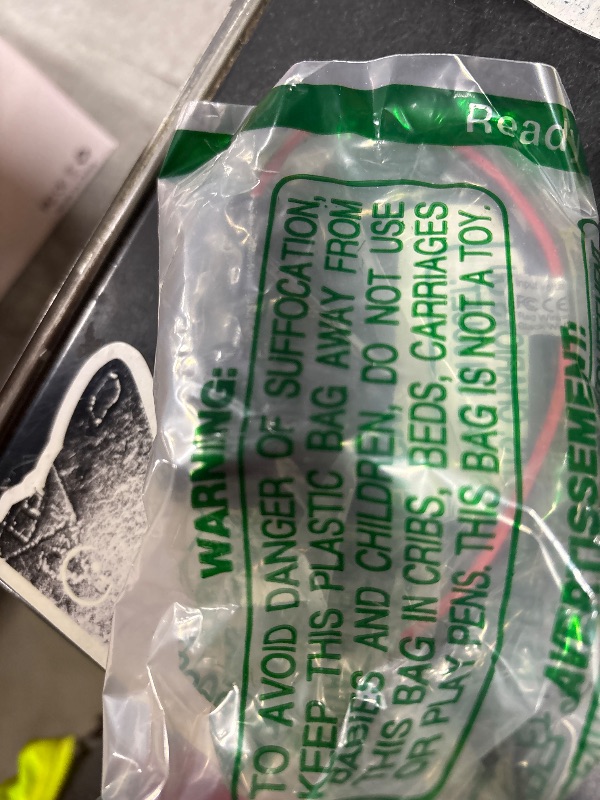 Ready
WARNING:
TO AVOID DANGER OF SUFFOCATION,
KEEP THIS PLASTIC BAG AWAY FROM
BABIES AND CHILDREN, DO NOT USE
THIS BAG IN CRIBS, BEDS, CARRIAGES
OR PLAY PENS. THIS BAG IS NOT A TOY.
AVERTISSEMENT: